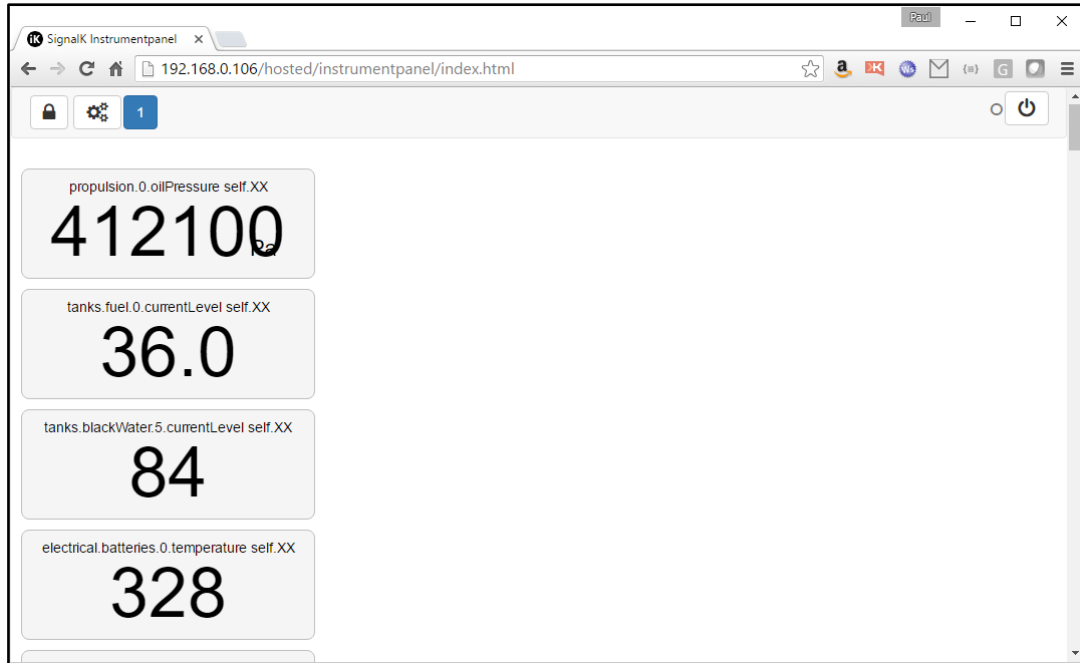 Paul
SignalK Instrumentpanel
192.168.0.106/hosted/instrumentpanel/index.html
1
propulsion.0.oilPressure self.XX
412100 Pa
tanks.fuel.0.currentLevel self.XX
36.0
tanks.blackWater.5.currentLevel self.XX
84
electrical.batteries.0.temperature self.XX
328